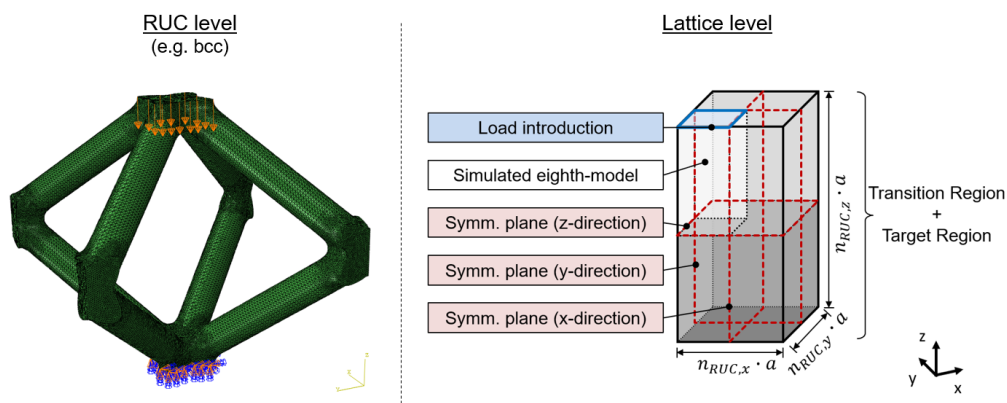 RUC level
(e.g. bcc)
Lattice level
Load introduction
Simulated eighth-model
Symm. plane (z-direction)
Symm. plane (y-direction)
Symm. plane (x-direction)
n_RUC,z · a
n_RUC,y · a
n_RUC,x · a
Transition Region
+
Target Region
z
y
x